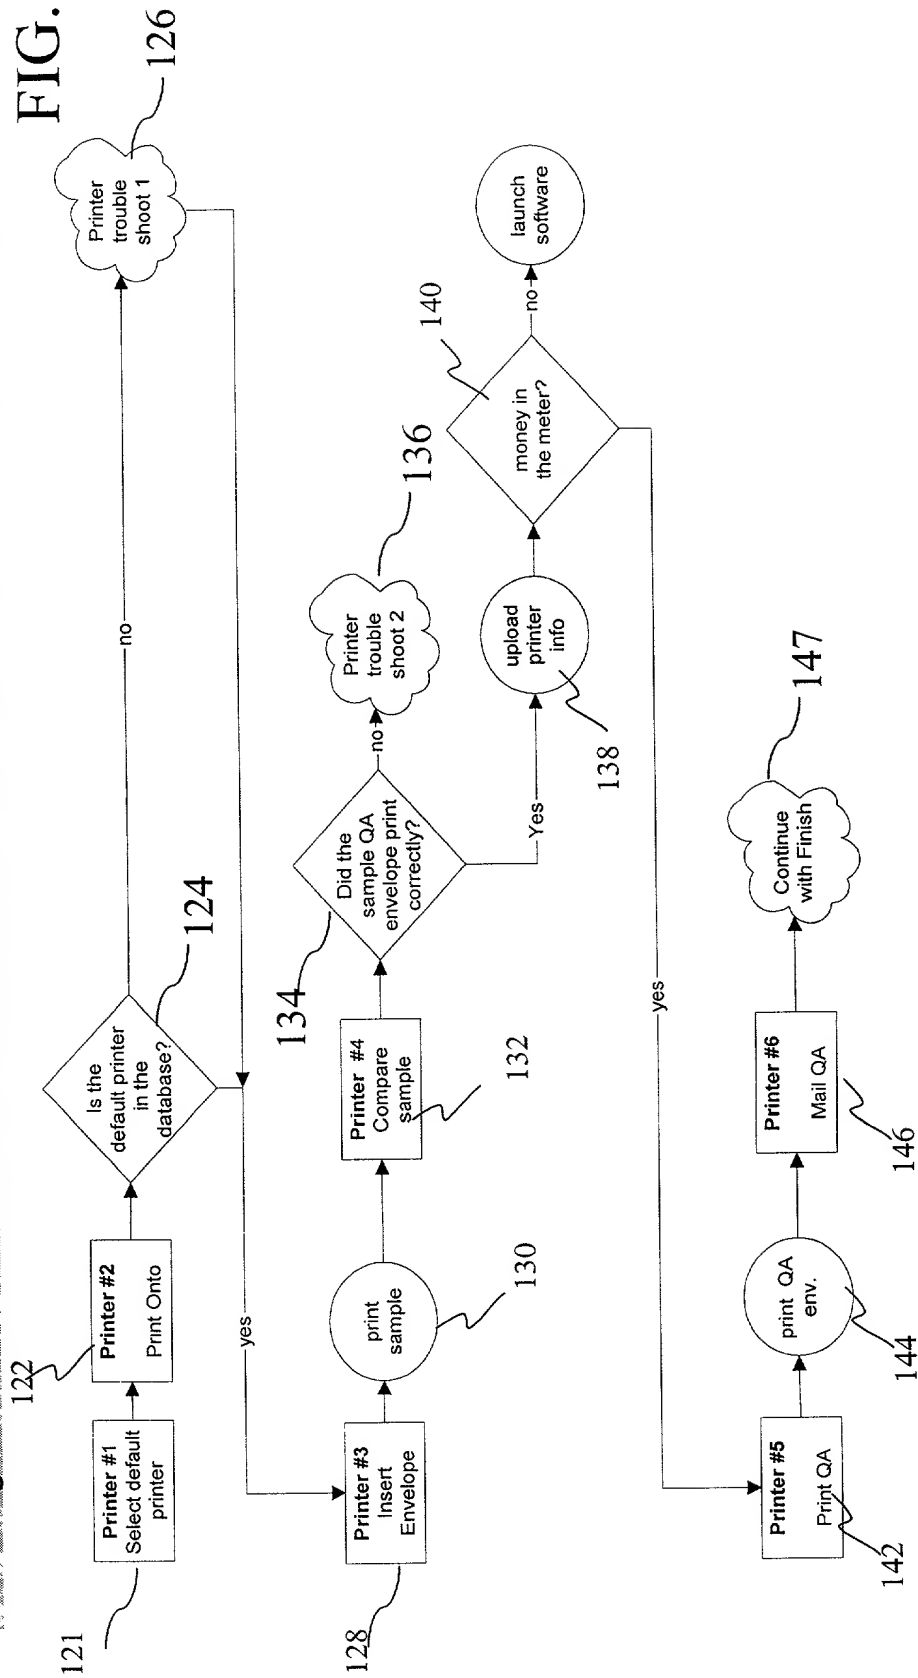 FIG.
126
Printer
trouble
shoot 1
no
124
Is the
default printer
in the
database?
122
Printer #2
Print Onto
Printer #1
Select default
printer
121
yes
128
Printer #3
Insert
Envelope
print
sample
130
Printer #4
Compare
sample
132
134
Did the
sample QA
envelope print
correctly?
no
Printer
trouble
shoot 2
136
Yes
upload
printer
info
138
money in
the meter?
140
no
launch
software
yes
Printer #5
Print QA
142
print QA
env.
144
Printer #6
Mail QA
146
Continue
with Finish
147